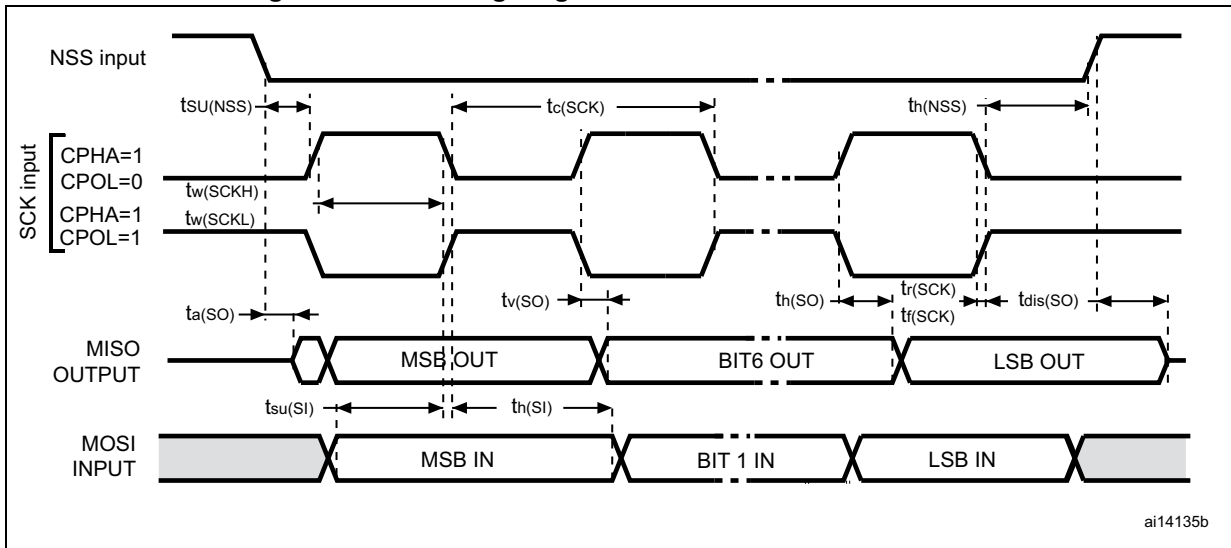 NSS input
tSU(NSS)
tc(SCK)
th(NSS)
SCK input
CPHA=1
CPOL=0
tw(SCKH)
CPHA=1
tw(SCKL)
CPOL=1
ta(SO)
tv(SO)
th(SO)
tr(SCK)
tf(SCK)
tdis(SO)
MISO
OUTPUT
MSB OUT
BIT6 OUT
LSB OUT
tsu(SI)
th(SI)
MOSI
INPUT
MSB IN
BIT 1 IN
LSB IN
ai14135b